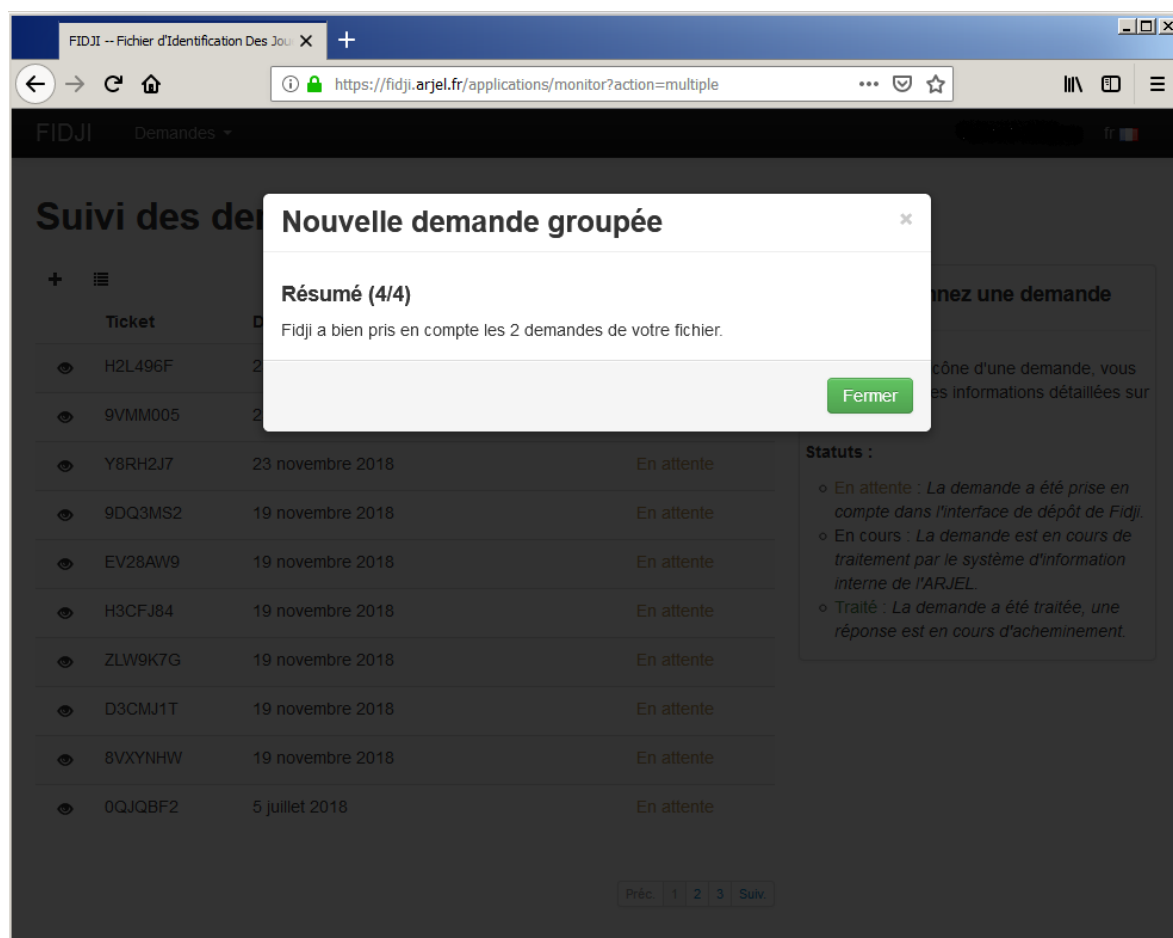 FIDJI -- Fichier d'Identification Des Jou
https://fidji.arjel.fr/applications/monitor?action=multiple
FIDJI Demandes fr
Suivi des de
Nouvelle demande groupée ×
Résumé (4/4)
Fidji a bien pris en compte les 2 demandes de votre fichier.
Fermer
Ticket D
H2L496F 2
9VMM005 2
Y8RH2J7 23 novembre 2018 En attente
9DQ3MS2 19 novembre 2018 En attente
EV28AW9 19 novembre 2018 En attente
H3CFJ84 19 novembre 2018 En attente
ZLW9K7G 19 novembre 2018 En attente
D3CMJ1T 19 novembre 2018 En attente
8VXYNHW 19 novembre 2018 En attente
0QJQBF2 5 juillet 2018 En attente
Préc. 1 2 3 Suiv.
nnez une demande
cône d'une demande, vous
es informations détaillées sur
Statuts :
En attente : La demande a été prise en
compte dans l'interface de dépôt de Fidji.
En cours : La demande est en cours de
traitement par le système d'information
interne de l'ARJEL.
Traité : La demande a été traitée, une
réponse est en cours d'acheminement.